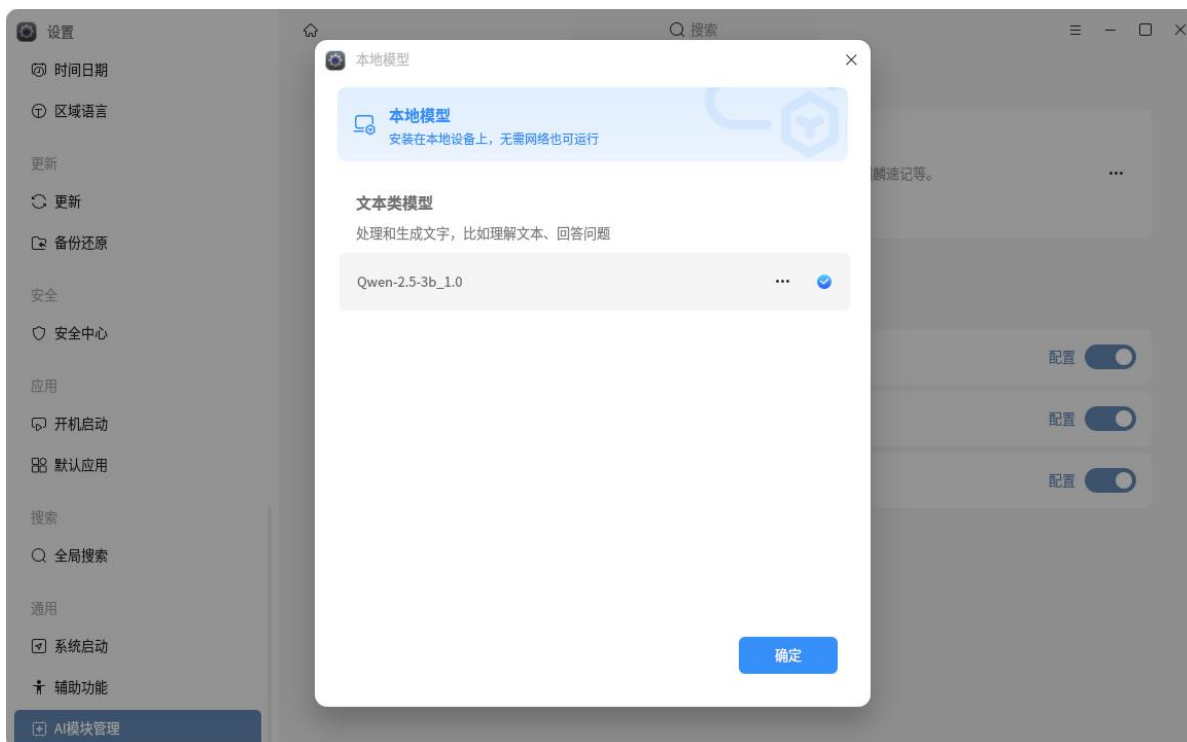 设置
搜索
时间日期
区域语言
更新
更新
备份还原
安全
安全中心
应用
开机启动
默认应用
搜索
全局搜索
通用
系统启动
辅助功能
AI模块管理
本地模型
本地模型
安装在本地设备上，无需网络也可运行
文本类模型
处理和生成文字，比如理解文本、回答问题
Qwen-2.5-3b_1.0
确定
麟速记等。
配置
配置
配置